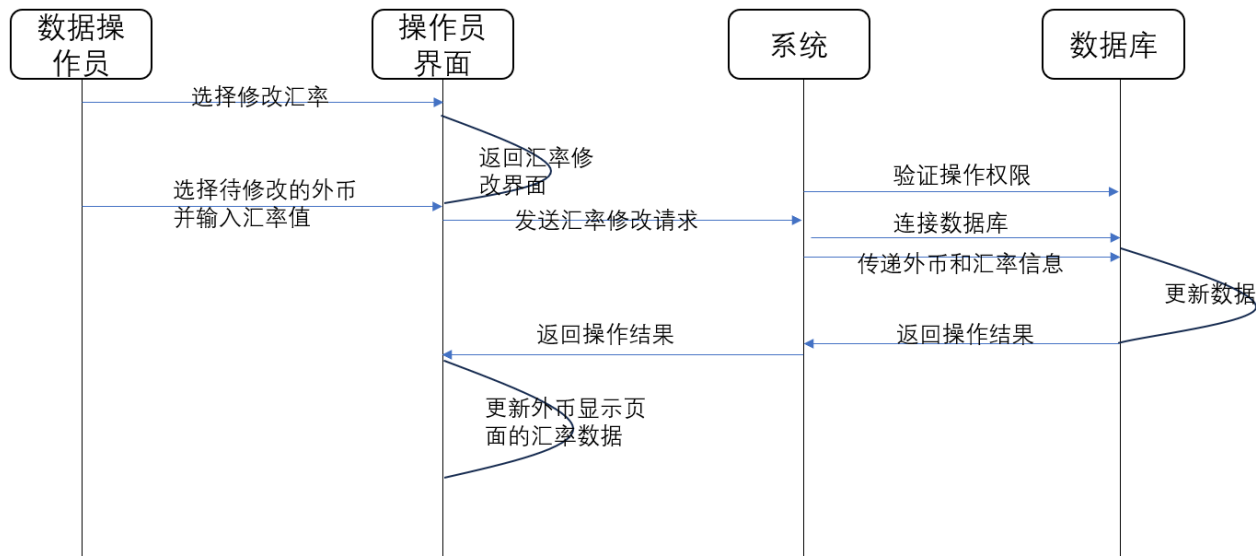 数据操
作员
操作员
界面
系统
数据库
选择修改汇率
返回汇率修
改界面
验证操作权限
选择待修改的外币
并输入汇率值
发送汇率修改请求
连接数据库
传递外币和汇率信息
更新数据
返回操作结果
返回操作结果
更新外币显示页
面的汇率数据